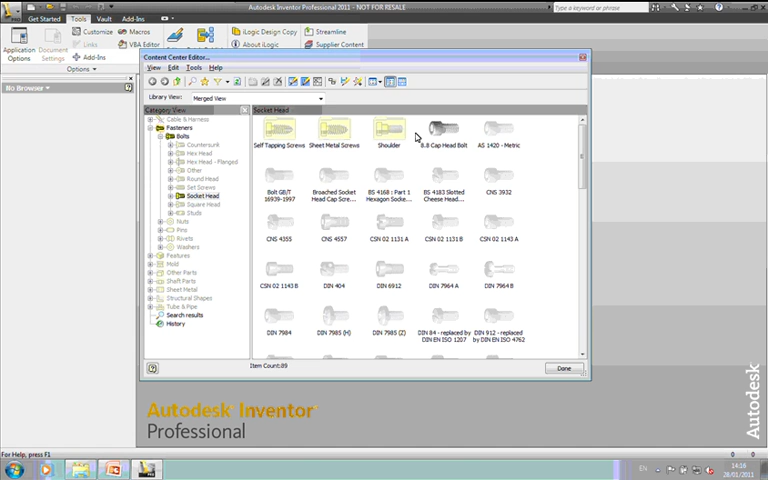 Autodesk Inventor Professional 2011 - NOT FOR RESALE
Type a keyword or phrase
Get Started
Tools
Vault
Add-Ins
Application Options
Document Settings
Customize
Links
Add-Ins
Macros
VBA Editor
Options
iLogic Design Copy
About iLogic
Streamline
Supplier Content
No Browser
Content Center Editor...
View
Edit
Tools
Help
Library View:
Merged View
Category View
Socket Head
Cable & Harness
Fasteners
Bolts
Countersunk
Hex Head
Hex Head - Flanged
Other
Round Head
Set Screws
Socket Head
Square Head
Studs
Nuts
Pins
Rivets
Washers
Features
Mold
Other Parts
Shaft Parts
Sheet Metal
Structural Shapes
Tube & Pipe
Search results
History
Self Tapping Screws
Sheet Metal Screws
Shoulder
8.8 Cap Head Bolt
AS 1420 - Metric
Bolt GB/T 16939-1997
Broached Socket Head Cap Scre...
BS 4168 : Part 1 Hexagon Socke...
BS 4183 Slotted Cheese Head...
CNS 3932
CNS 4355
CNS 4557
CSN 02 1131 A
CSN 02 1131 B
CSN 02 1143 A
CSN 02 1143 B
DIN 404
DIN 6912
DIN 7964 A
DIN 7964 B
DIN 7984
DIN 7985 (H)
DIN 7985 (Z)
DIN 84 - replaced by DIN EN ISO 1207
DIN 912 - replaced by DIN EN ISO 4762
Item Count:89
Done
Autodesk Inventor
Professional
Autodesk
For Help, press F1
0
0
EN
14:16
28/01/2011